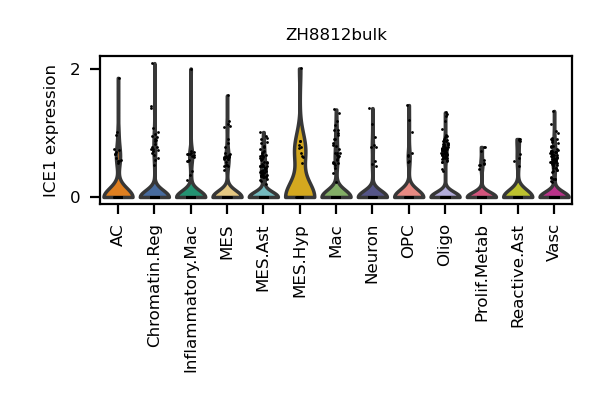 ZH8812bulk
ICE1 expression
2
0
AC
Chromatin.Reg
Inflammatory.Mac
MES
MES.Ast
MES.Hyp
Mac
Neuron
OPC
Oligo
Prolif.Metab
Reactive.Ast
Vasc